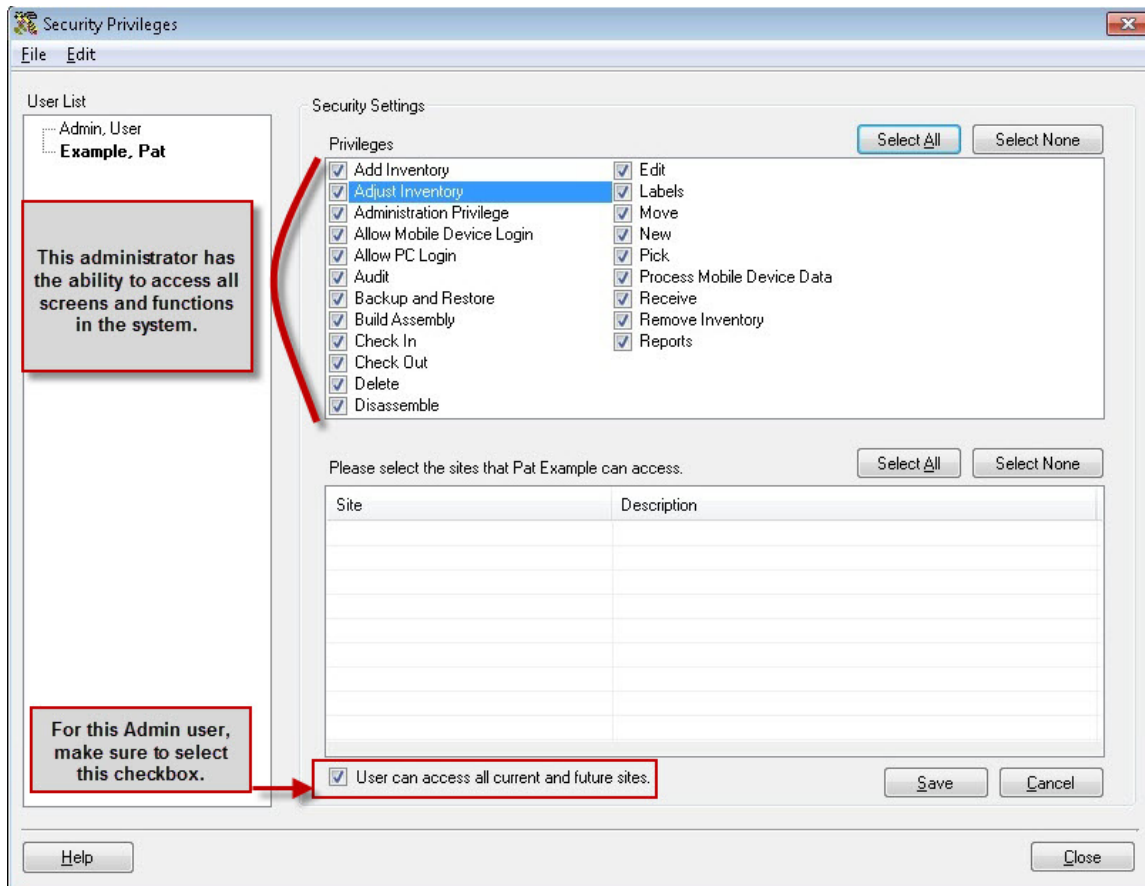 Security Privileges
File Edit
User List
Admin, User
Example, Pat
This administrator has
the ability to access all
screens and functions
in the system.
For this Admin user,
make sure to select
this checkbox.
Security Settings
Privileges
Select All
Select None
Add Inventory
Adjust Inventory
Administration Privilege
Allow Mobile Device Login
Allow PC Login
Audit
Backup and Restore
Build Assembly
Check In
Check Out
Delete
Disassemble
Edit
Labels
Move
New
Pick
Process Mobile Device Data
Receive
Remove Inventory
Reports
Please select the sites that Pat Example can access.
Select All
Select None
Site Description
User can access all current and future sites.
Save
Cancel
Help
Close